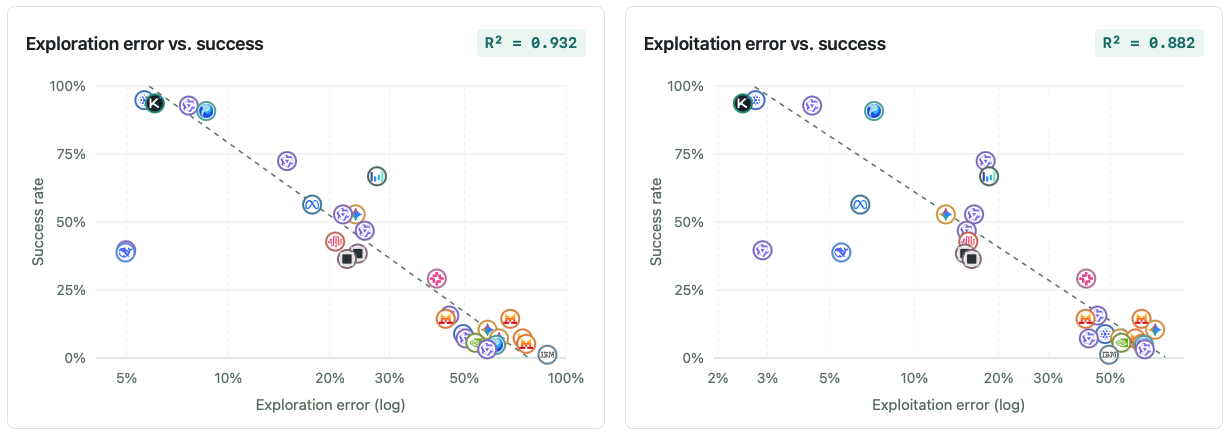 Exploration error vs. success
R² = 0.932
100%
75%
50%
25%
0%
Success rate
K
IBM
5%
10%
20%
30%
50%
100%
Exploration error (log)
Exploitation error vs. success
R² = 0.882
100%
75%
50%
25%
0%
Success rate
K
IBM
2%
3%
5%
10%
20%
30%
50%
Exploitation error (log)